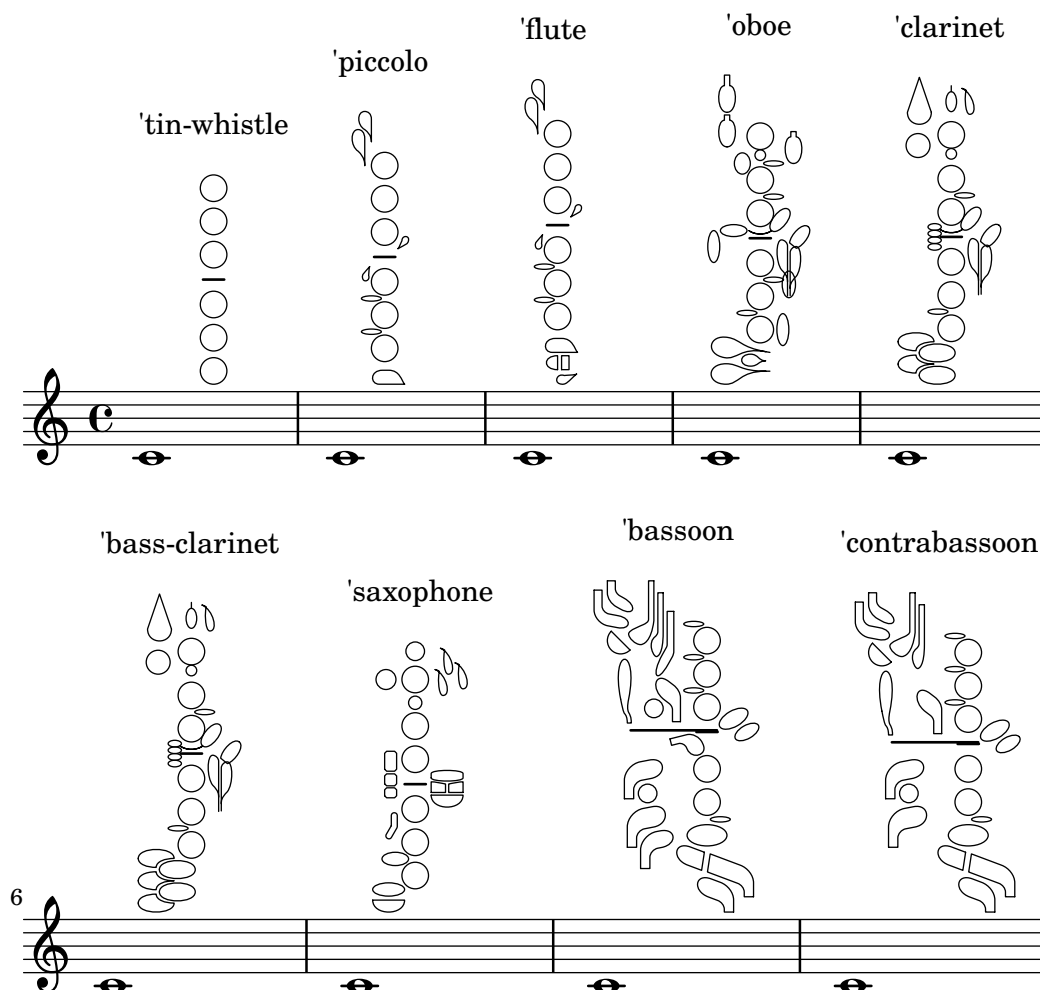 'tin-whistle
'piccolo
'flute
'oboe
'clarinet
'bass-clarinet
'saxophone
'bassoon
'contrabassoon
6